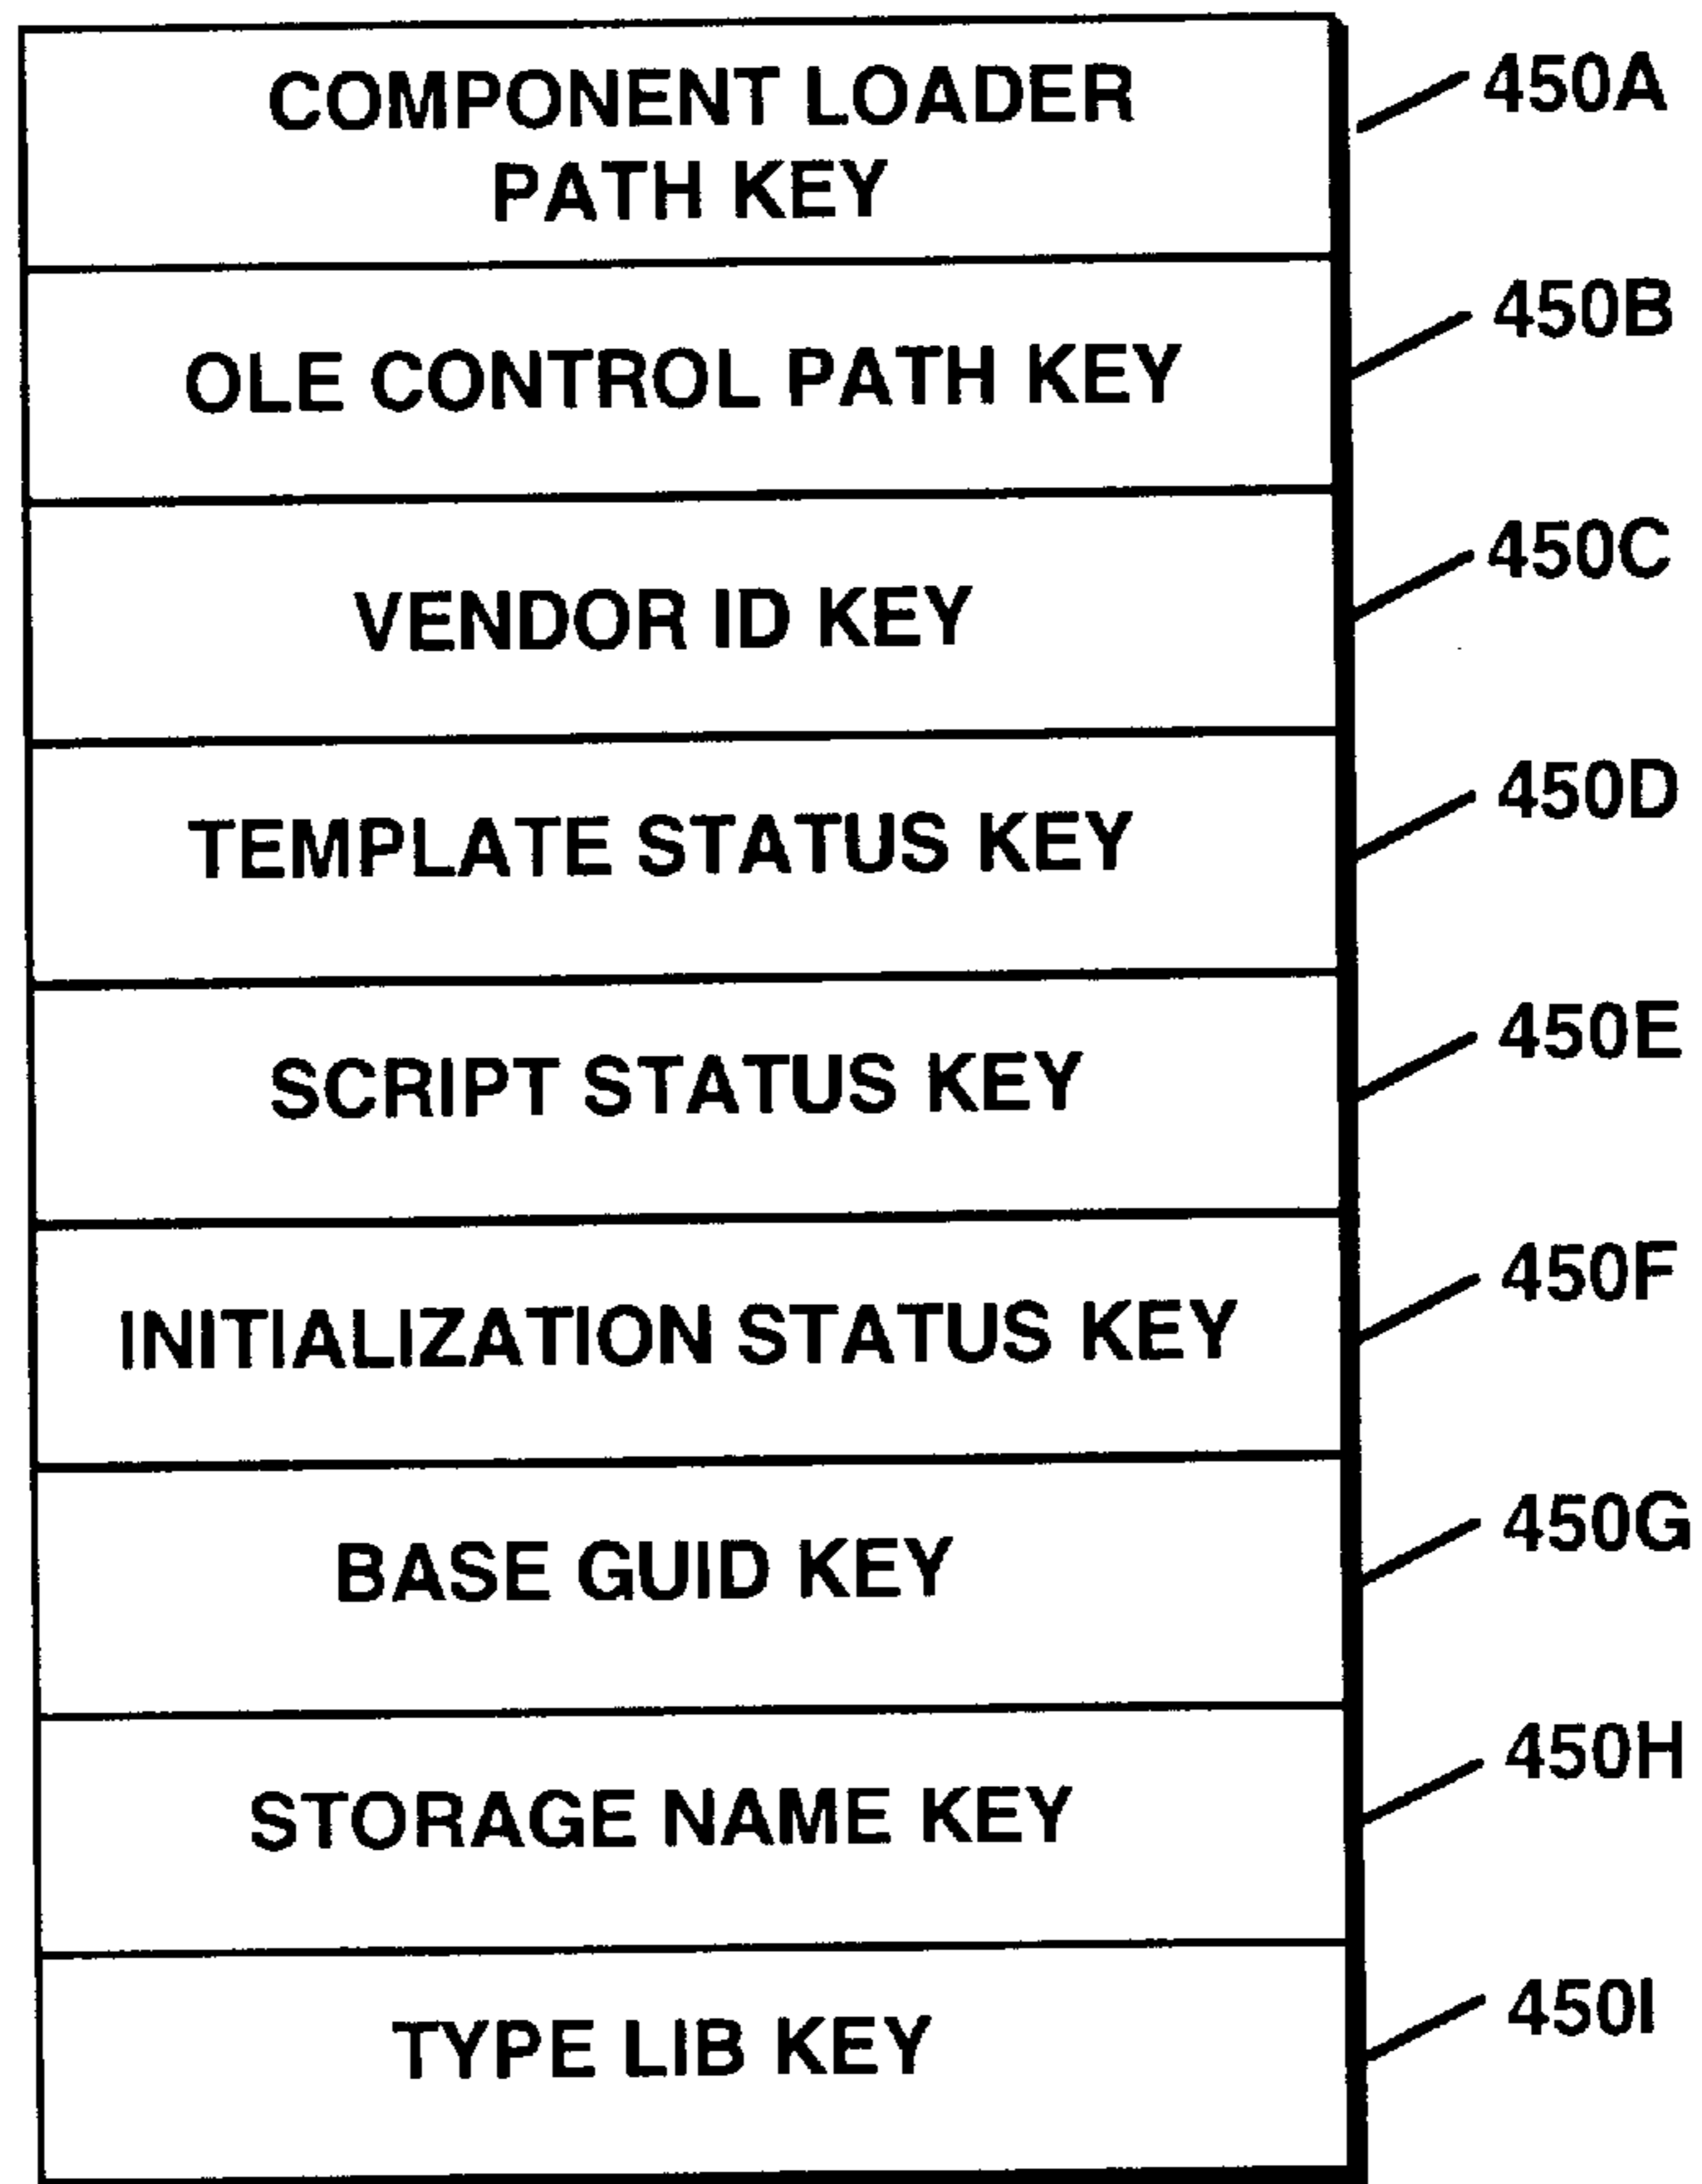 COMPONENT LOADER 450A
PATH KEY
OLE CONTROL PATH KEY 450B
VENDOR ID KEY 450C
TEMPLATE STATUS KEY 450D
SCRIPT STATUS KEY 450E
INITIALIZATION STATUS KEY 450F
BASE GUID KEY 450G
STORAGE NAME KEY 450H
TYPE LIB KEY 450I